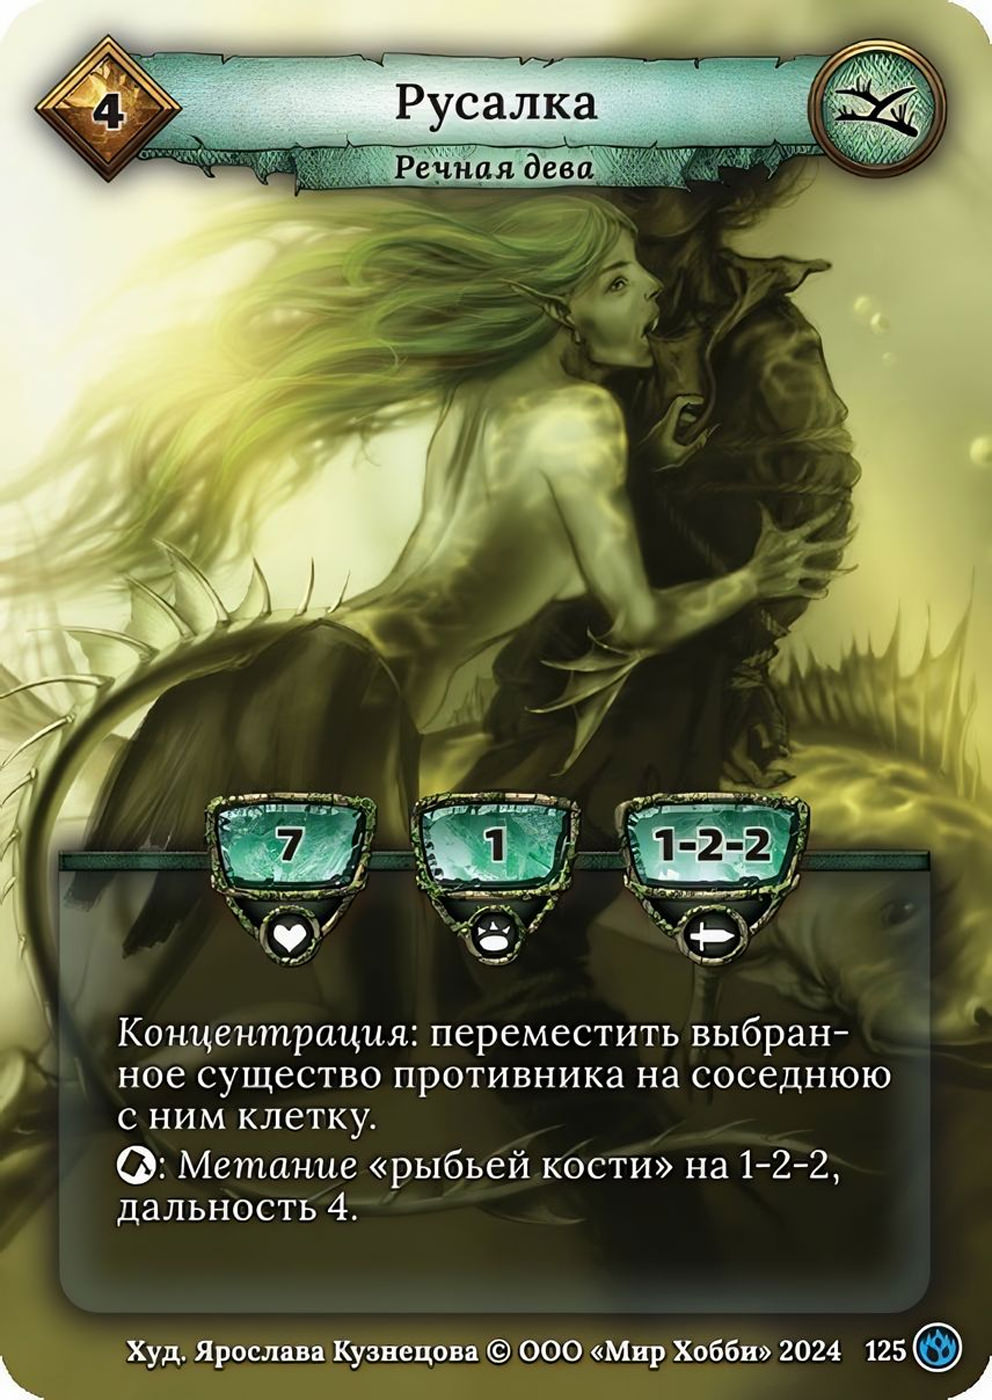 4
Русалка
Речная дева
7
1
1-2-2
Концентрация: переместить выбран-
ное существо противника на соседнюю
с ним клетку.
: Метание «рыбьей кости» на 1-2-2,
дальность 4.
Худ. Ярослава Кузнецова © ООО «Мир Хобби» 2024 125